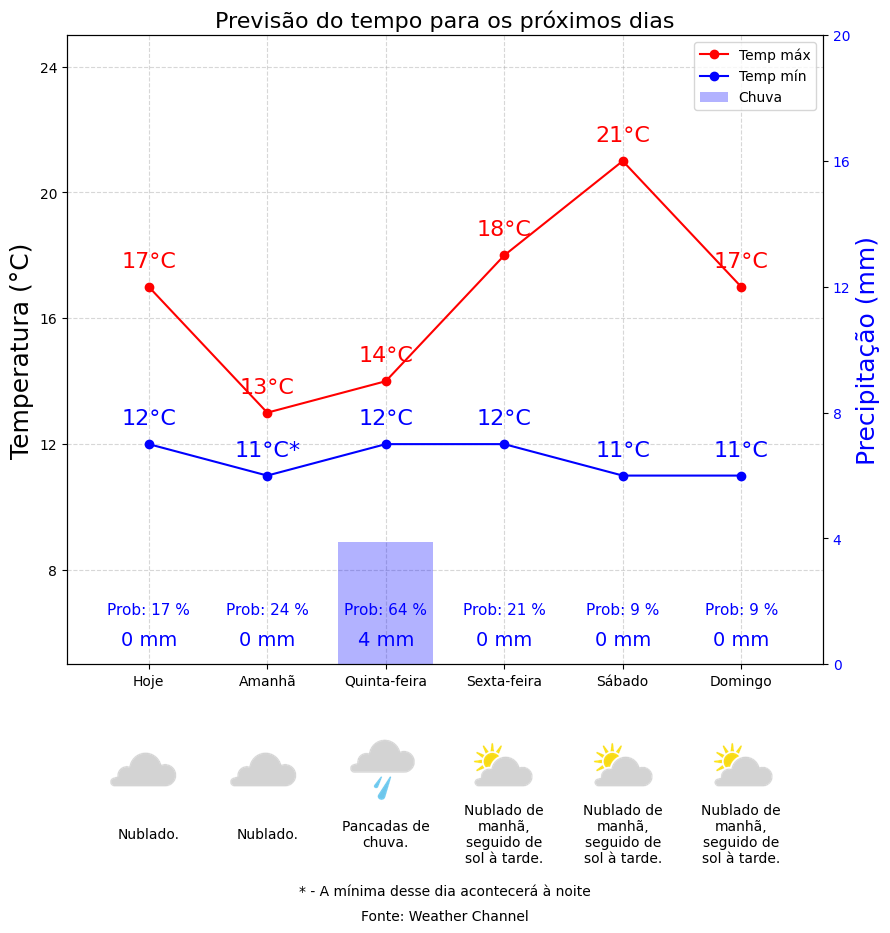 Previsão do tempo para os próximos dias
Temperatura (°C)
24
20
16
12
8
Precipitação (mm)
20
16
12
8
4
0
Temp máx
Temp mín
Chuva
17°C
13°C
14°C
18°C
21°C
17°C
12°C
11°C*
12°C
12°C
11°C
11°C
Prob: 17 %
Prob: 24 %
Prob: 64 %
Prob: 21 %
Prob: 9 %
Prob: 9 %
0 mm
0 mm
4 mm
0 mm
0 mm
0 mm
Hoje
Amanhã
Quinta-feira
Sexta-feira
Sábado
Domingo
Nublado.
Nublado.
Pancadas de
chuva.
Nublado de
manhã,
seguido de
sol à tarde.
Nublado de
manhã,
seguido de
sol à tarde.
Nublado de
manhã,
seguido de
sol à tarde.
* - A mínima desse dia acontecerá à noite
Fonte: Weather Channel